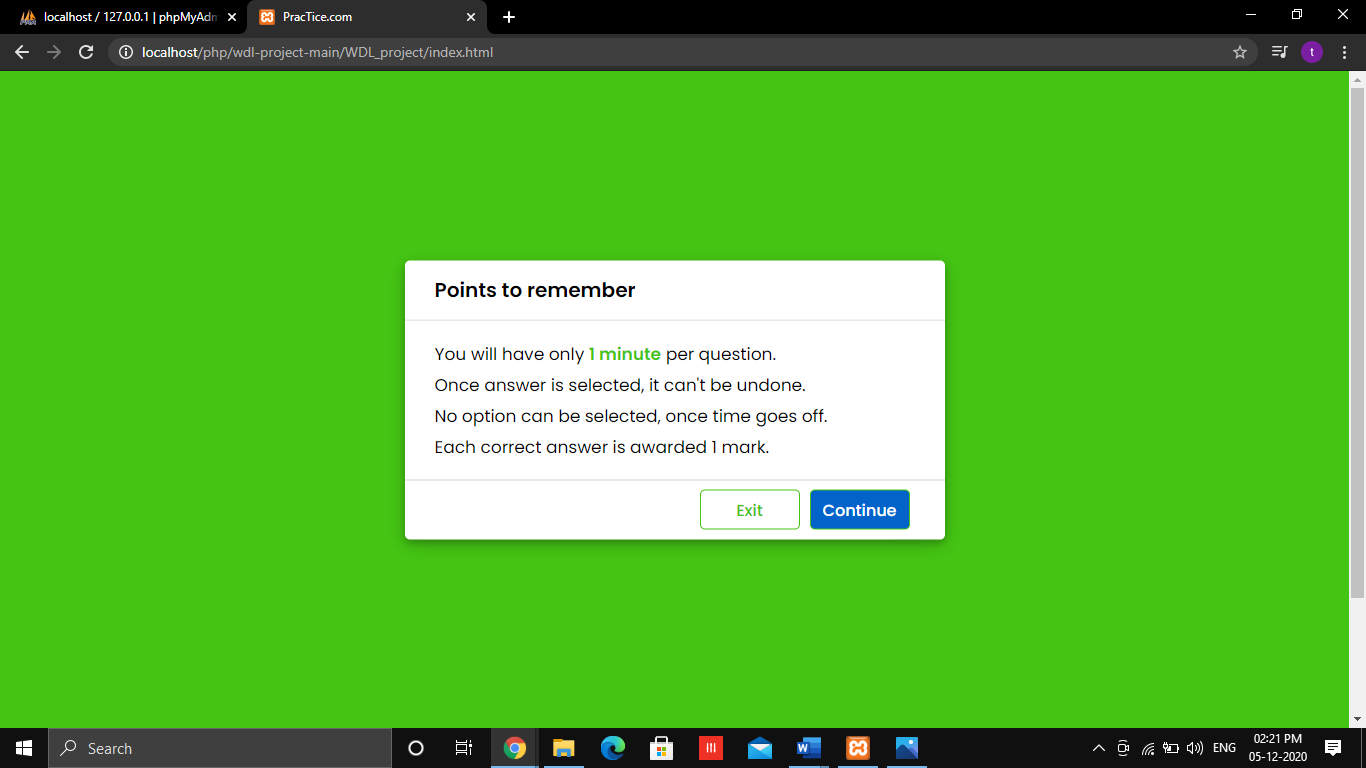 localhost / 127.0.0.1 | phpMyAdm
PracTice.com
localhost/php/wdl-project-main/WDL_project/index.html
t
Points to remember
You will have only 1 minute per question.
Once answer is selected, it can't be undone.
No option can be selected, once time goes off.
Each correct answer is awarded 1 mark.
Exit Continue
Search
ENG
02:21 PM
05-12-2020